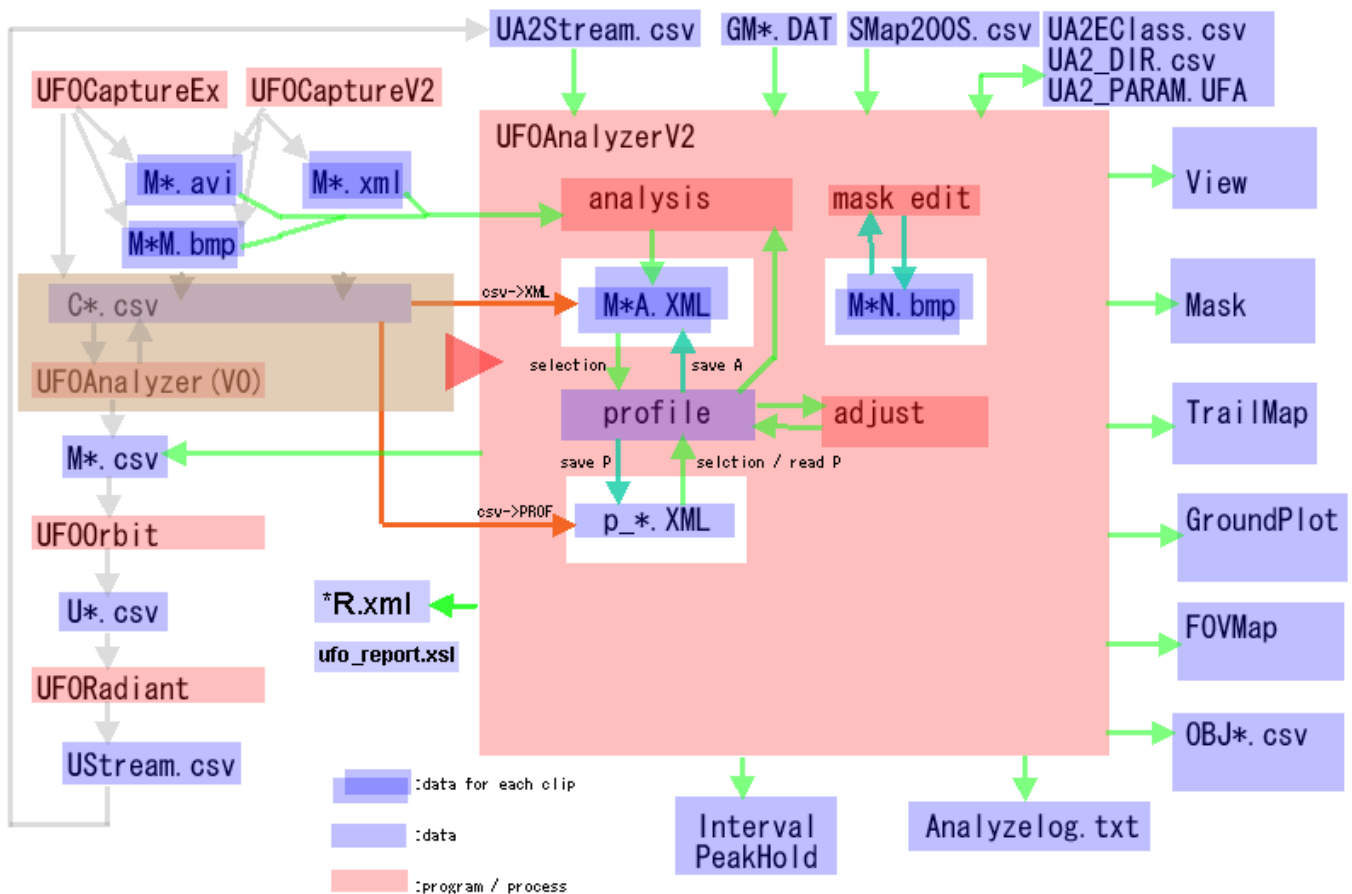 UA2Stream.csv
GM*.DAT
SMap200S.csv
UA2EClass.csv
UA2_DIR.csv
UA2_PARAM.UFA
UFOCaptureEx
UFOCaptureV2
UFOAnalyzerV2
M*.avi
M*.xml
analysis
mask edit
View
M*M.bmp
C*.csv
csv->XML
M*A.XML
M*N.bmp
Mask
UFOAnalyzer(V0)
selection
save A
profile
adjust
TrailMap
M*.csv
save P
selction / read P
UFOOrbit
csv->PROF
p_*.XML
GroundPlot
U*.csv
*R.xml
ufo_report.xsl
FOVMap
UFORadiant
UStream.csv
OBJ*.csv
:data for each clip
:data
:program / process
Interval
PeakHold
Analyzelog.txt